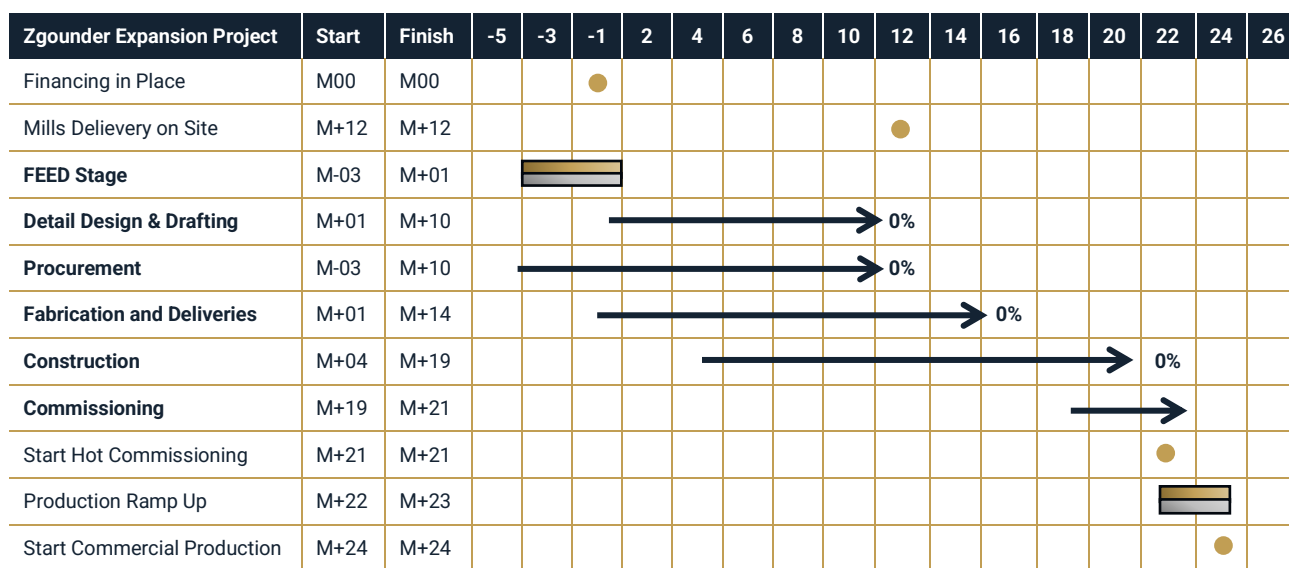 Zgounder Expansion Project Start Finish -5 -3 -1 2 4 6 8 10 12 14 16 18 20 22 24 26
Financing in Place M00 M00
Mills Delievery on Site M+12 M+12
FEED Stage M-03 M+01
Detail Design & Drafting M+01 M+10 0%
Procurement M-03 M+10 0%
Fabrication and Deliveries M+01 M+14 0%
Construction M+04 M+19 0%
Commissioning M+19 M+21
Start Hot Commissioning M+21 M+21
Production Ramp Up M+22 M+23
Start Commercial Production M+24 M+24